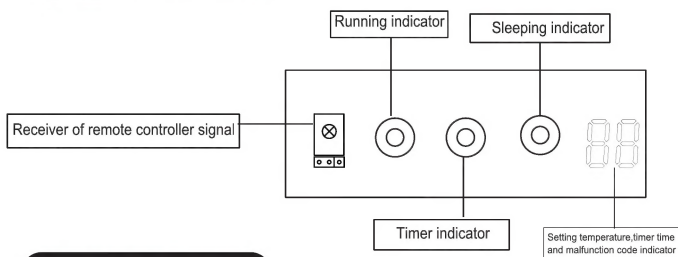 Running indicator
Sleeping indicator
Receiver of remote controller signal
Timer indicator
Setting temperature,timer time
and malfunction code indicator